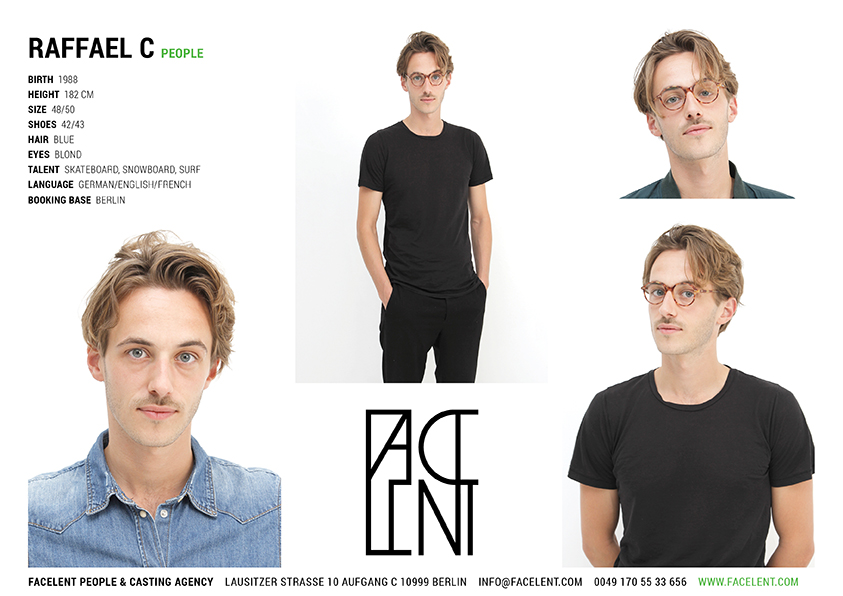 RAFFAEL C PEOPLE
BIRTH 1988
HEIGHT 182 CM
SIZE 48/50
SHOES 42/43
HAIR BLUE
EYES BLOND
TALENT SKATEBOARD, SNOWBOARD, SURF
LANGUAGE GERMAN/ENGLISH/FRENCH
BOOKING BASE BERLIN
FACE
LENT
FACELENT PEOPLE & CASTING AGENCY LAUSITZER STRASSE 10 AUFGANG C 10999 BERLIN INFO@FACELENT.COM 0049 170 55 33 656 WWW.FACELENT.COM